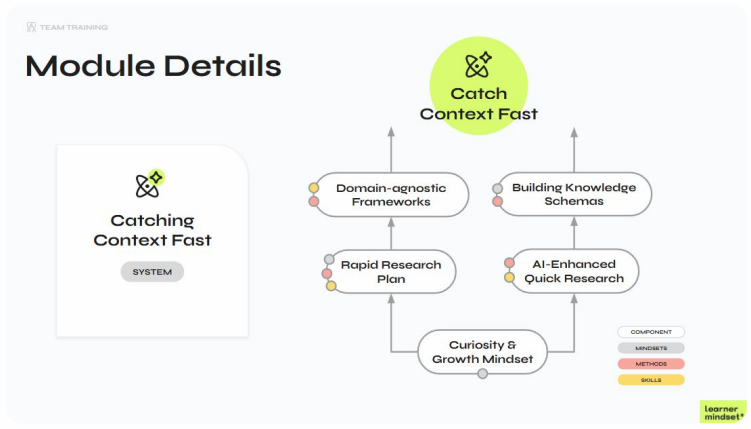 TEAM TRAINING
Module Details
Catch
Context Fast
Catching
Context Fast
SYSTEM
Domain-agnostic
Frameworks
Building Knowledge
Schemas
Rapid Research
Plan
AI-Enhanced
Quick Research
Curiosity &
Growth Mindset
COMPONENT
MINDSETS
METHODS
SKILLS
learner
mindset*